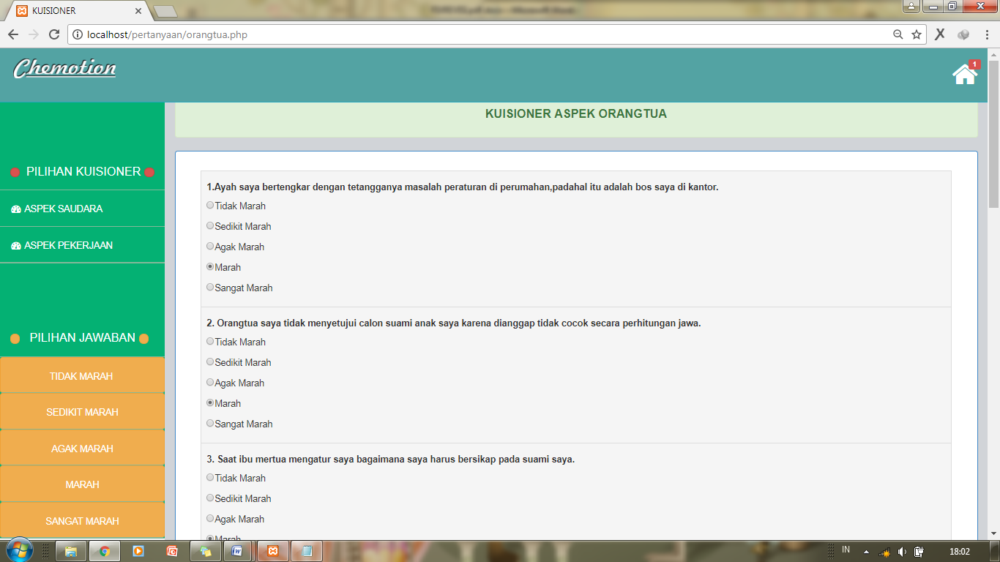 KUISIONER
localhost/pertanyaan/orangtua.php
Chemotion
1
PILIHAN KUISIONER
ASPEK SAUDARA
ASPEK PEKERJAAN
PILIHAN JAWABAN
TIDAK MARAH
SEDIKIT MARAH
AGAK MARAH
MARAH
SANGAT MARAH
KUISIONER ASPEK ORANGTUA
1.Ayah saya bertengkar dengan tetangganya masalah peraturan di perumahan,padahal itu adalah bos saya di kantor.
Tidak Marah
Sedikit Marah
Agak Marah
Marah
Sangat Marah
2. Orangtua saya tidak menyetujui calon suami anak saya karena dianggap tidak cocok secara perhitungan jawa.
Tidak Marah
Sedikit Marah
Agak Marah
Marah
Sangat Marah
3. Saat ibu mertua mengatur saya bagaimana saya harus bersikap pada suami saya.
Tidak Marah
Sedikit Marah
Agak Marah
Marah
IN
18:02